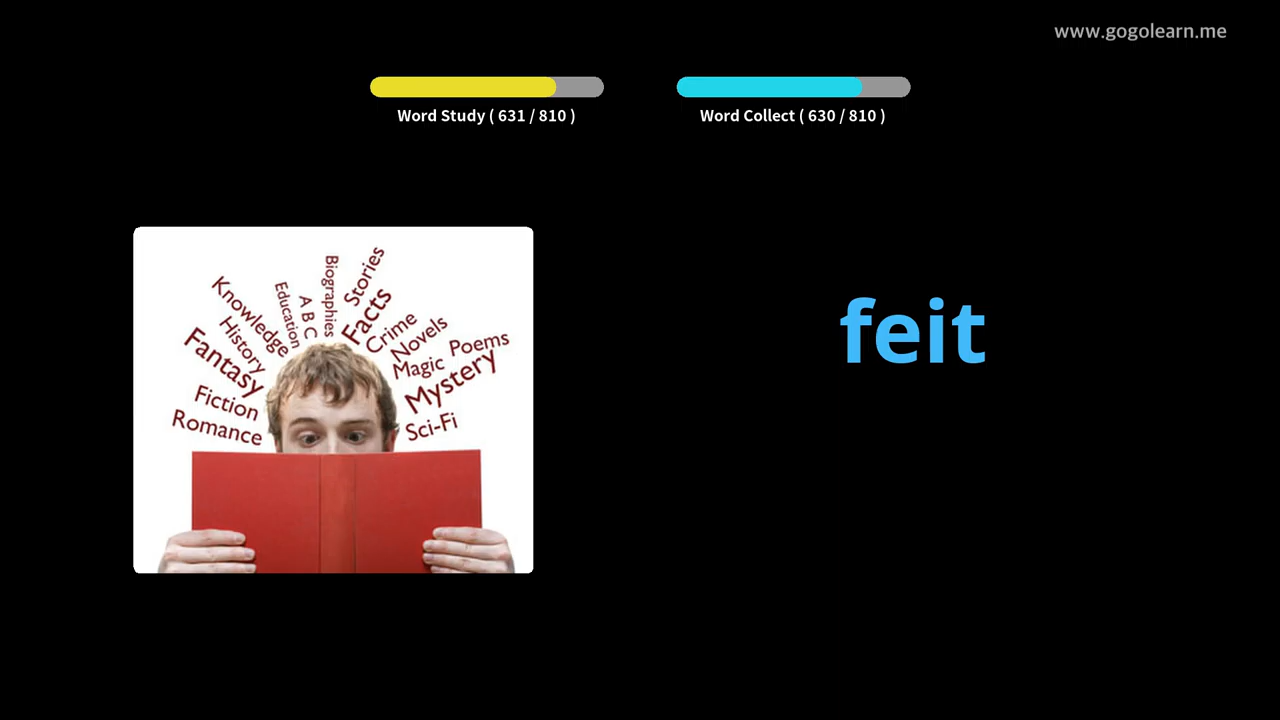 www.gogolearn.me
Word Study ( 631 / 810 )
Word Collect ( 630 / 810 )
feit
Stories
Biographies
Facts
A B C
Education
Knowledge
Crime
Novels
History
Poems
Fantasy
Magic
Mystery
Fiction
Sci-Fi
Romance